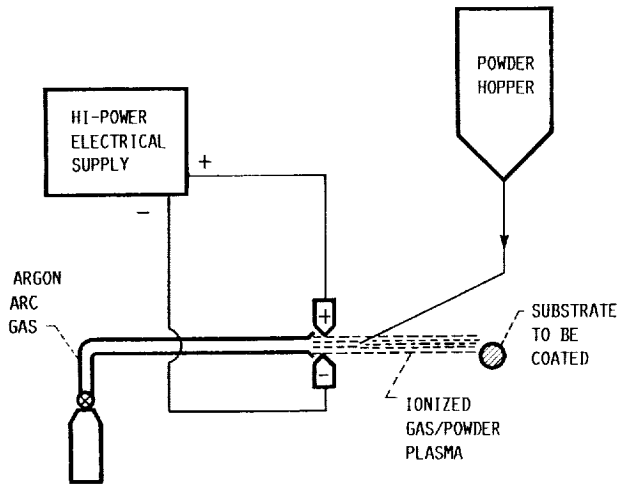 POWDER
HOPPER
HI-POWER
ELECTRICAL
SUPPLY
+
−
ARGON
ARC
GAS
+
−
SUBSTRATE
TO BE
COATED
IONIZED
GAS/POWDER
PLASMA